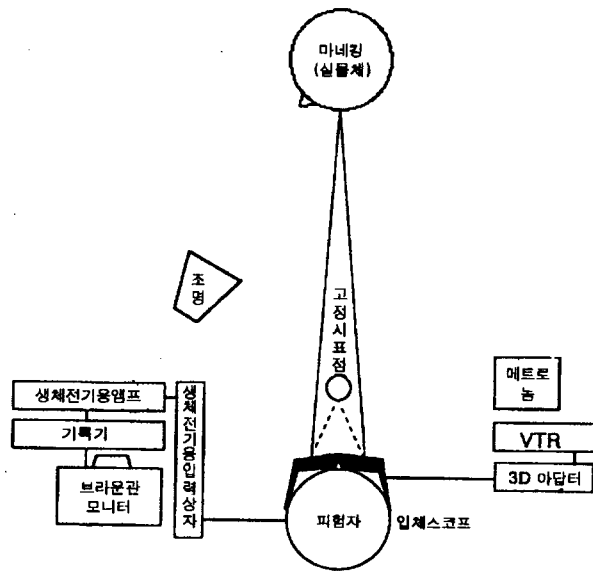 마네킹
(실물체)
조
명
고
정
시
표
점
메트로
놈
VTR
3D 아답터
생체전기용앰프
기록기
브라운관
모니터
생
체
전
기
용
입
력
상
자
피험자
입체스코프